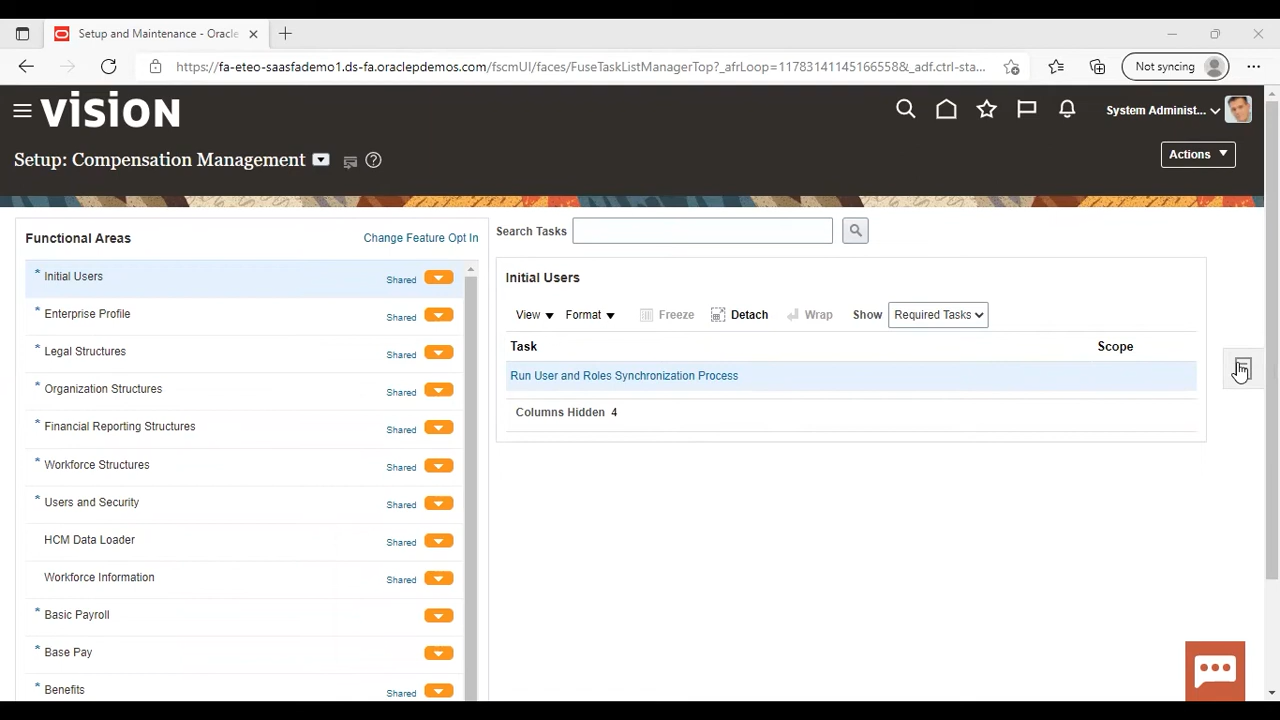 Setup and Maintenance - Oracle
https://fa-eteo-saasfademo1.ds-fa.oraclepdemos.com/fscmUI/faces/FuseTaskListManagerTop?_afrLoop=117831411451665558&_adf.ctrl-sta...
Not syncing
VISION
System Administ...
Setup: Compensation Management
Actions
Functional Areas
Change Feature Opt In
Search Tasks
* Initial Users Shared
* Enterprise Profile Shared
* Legal Structures Shared
* Organization Structures Shared
* Financial Reporting Structures Shared
* Workforce Structures Shared
* Users and Security Shared
HCM Data Loader Shared
Workforce Information Shared
* Basic Payroll
* Base Pay
* Benefits Shared
Initial Users
View Format Freeze Detach Wrap Show Required Tasks
Task Scope
Run User and Roles Synchronization Process
Columns Hidden 4